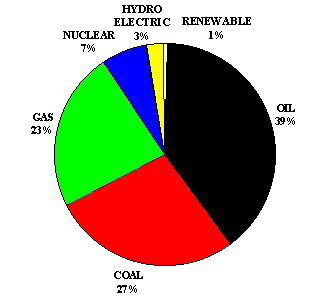 HYDRO
ELECTRIC
3%
RENEWABLE
1%
NUCLEAR
7%
OIL
39%
GAS
23%
COAL
27%